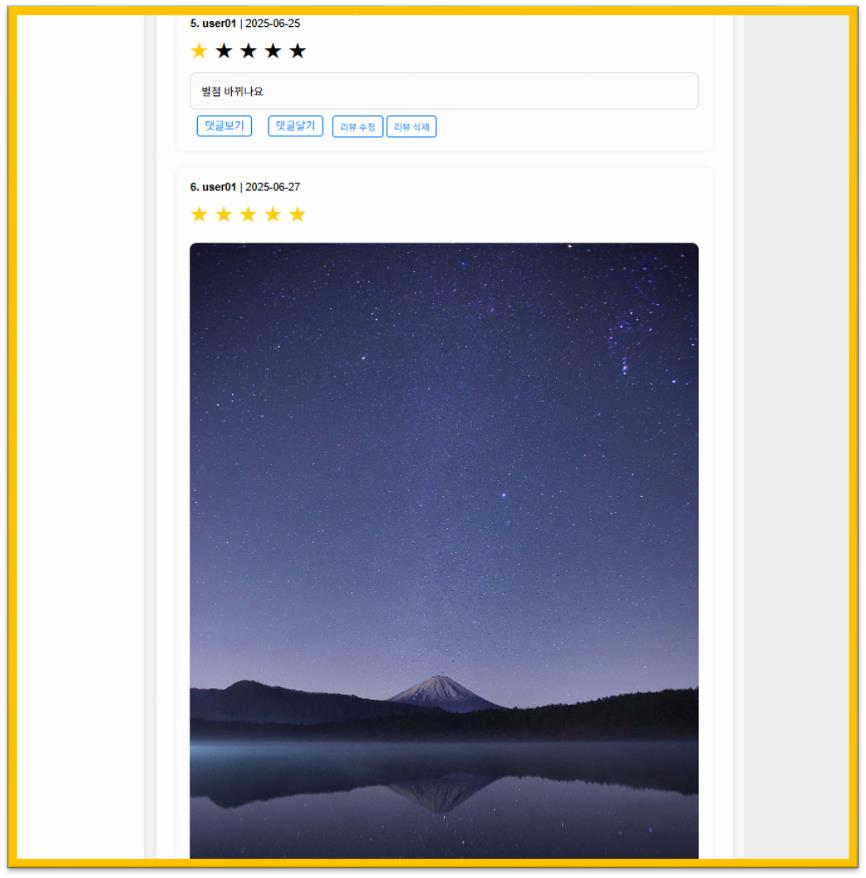 5. user01 | 2025-06-25
★ ★ ★ ★ ★
별점 바뀌나요
댓글보기 댓글달기 리뷰 수정 리뷰 삭제
6. user01 | 2025-06-27
★ ★ ★ ★ ★